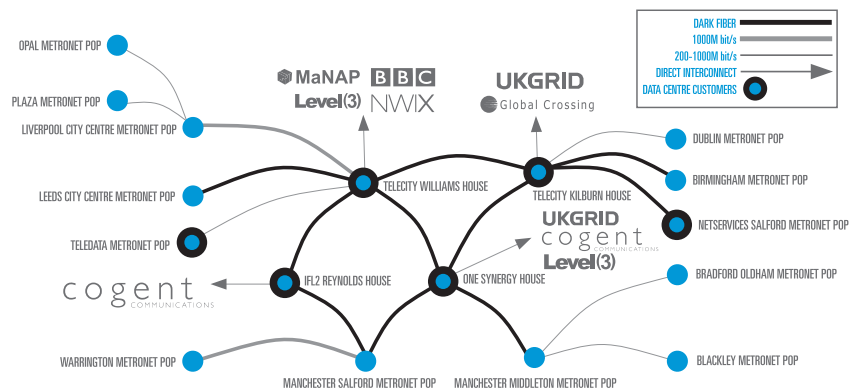 DARK FIBER
1000M bit/s
200-1000M bit/s
DIRECT INTERCONNECT
DATA CENTRE CUSTOMERS
OPAL METRONET POP
PLAZA METRONET POP
LIVERPOOL CITY CENTRE METRONET POP
MaNAP BBC
Level(3) NWIX
UKGRID
Global Crossing
DUBLIN METRONET POP
LEEDS CITY CENTRE METRONET POP
TELECITY WILLIAMS HOUSE
TELECITY KILBURN HOUSE
BIRMINGHAM METRONET POP
NETSERVICES SALFORD METRONET POP
TELEDATA METRONET POP
UKGRID
cogent
COMMUNICATIONS
Level(3)
cogent
COMMUNICATIONS
IFL2 REYNOLDS HOUSE
ONE SYNERGY HOUSE
BRADFORD OLDHAM METRONET POP
WARRINGTON METRONET POP
MANCHESTER SALFORD METRONET POP
MANCHESTER MIDDLETON METRONET POP
BLACKLEY METRONET POP